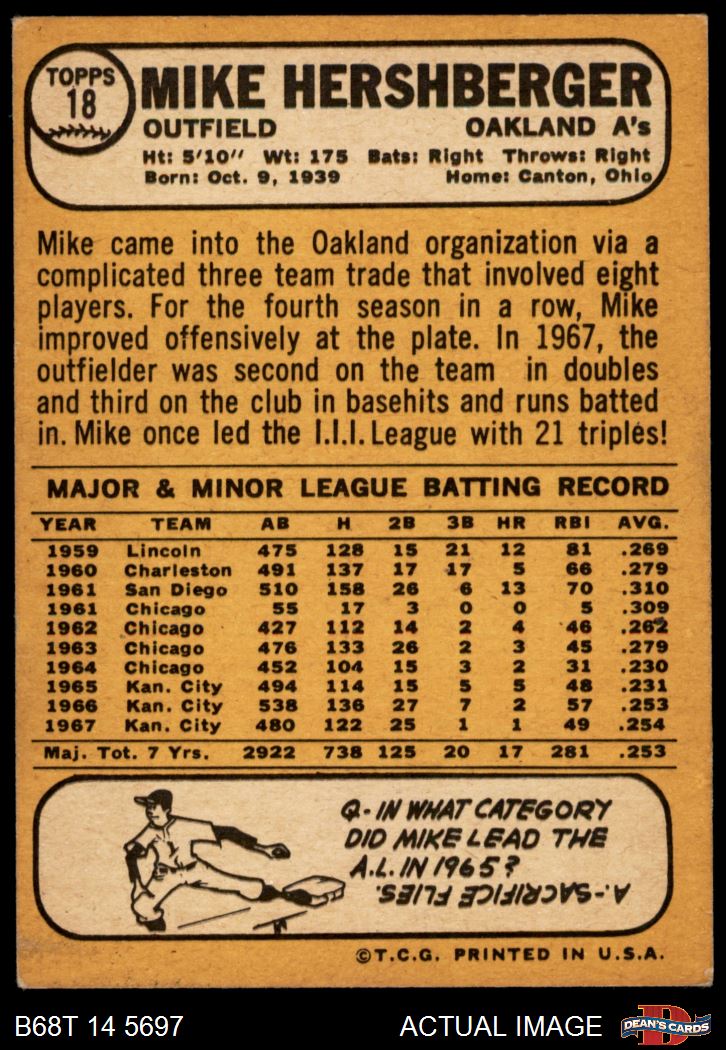 TOPPS
18
MIKE HERSHBERGER
OUTFIELD OAKLAND A's
Ht: 5'10" Wt: 175 Bats: Right Throws: Right
Born: Oct. 9, 1939 Home: Canton, Ohio
Mike came into the Oakland organization via a
complicated three team trade that involved eight
players. For the fourth season in a row, Mike
improved offensively at the plate. In 1967, the
outfielder was second on the team in doubles
and third on the club in basehits and runs batted
in. Mike once led the I.I.I. League with 21 triples!
MAJOR & MINOR LEAGUE BATTING RECORD
YEAR TEAM AB H 2B 3B HR RBI AVG.
1959 Lincoln 475 128 15 21 12 81 .269
1960 Charleston 491 137 17 17 5 66 .279
1961 San Diego 510 158 26 6 13 70 .310
1961 Chicago 55 17 3 0 0 5 .309
1962 Chicago 427 112 14 2 4 46 .262
1963 Chicago 476 133 26 2 3 45 .279
1964 Chicago 452 104 15 3 2 31 .230
1965 Kan. City 494 114 15 5 5 48 .231
1966 Kan. City 538 136 27 7 2 57 .253
1967 Kan. City 480 122 25 1 1 49 .254
Maj. Tot. 7 Yrs. 2922 738 125 20 17 281 .253
Q- IN WHAT CATEGORY
DID MIKE LEAD THE
A.L. IN 1965?
A.-SACRIFICE FLIES.
©T.C.G. PRINTED IN U.S.A.
B68T 14 5697 ACTUAL IMAGE
D
DEAN'S CARDS